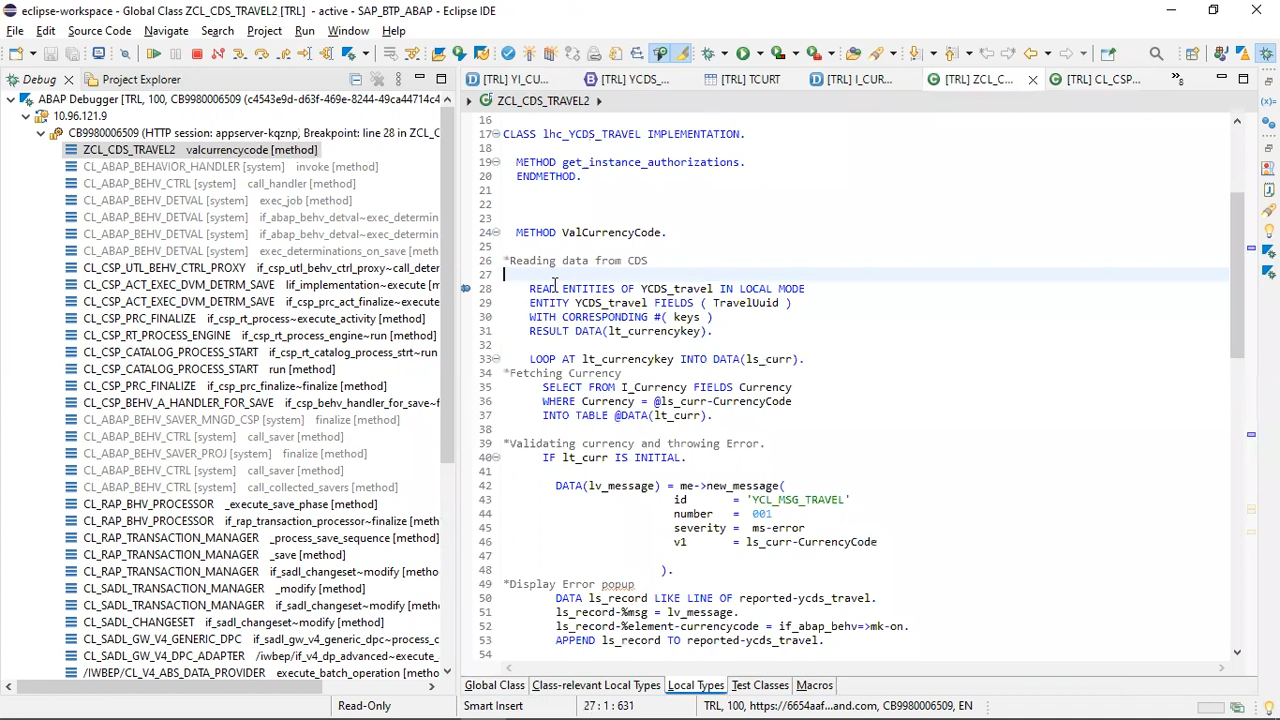 eclipse-workspace - Global Class ZCL_CDS_TRAVEL2 [TRL] - active - SAP_BTP_ABAP - Eclipse IDE
File Edit Source Code Navigate Search Project Run Window Help
Debug Project Explorer
[TRL] YI_CU... [TRL] YCDS_... [TRL] TCURT [TRL] I_CUR... [TRL] ZCL_C... [TRL] CL_CSP...
ABAP Debugger [TRL, 100, CB9980006509 (c4543e9d-d63f-469e-8244-49ca44714c4
10.96.121.9
CB9980006509 (HTTP session: appserver-kqznp, Breakpoint: line 28 in ZCL_C
ZCL_CDS_TRAVEL2 valcurrencycode [method]
CL_ABAP_BEHAVIOR_HANDLER [system] invoke [method]
CL_ABAP_BEHV_CTRL [system] call_handler [method]
CL_ABAP_BEHV_DETVAL [system] exec_job [method]
CL_ABAP_BEHV_DETVAL [system] if_abap_behv_detval~exec_determin
CL_ABAP_BEHV_DETVAL [system] if_abap_behv_detval~exec_determin
CL_ABAP_BEHV_CTRL [system] exec_determinations_on_save [metho
CL_CSP_UTL_BEHV_CTRL_PROXY if_csp_utl_behv_ctrl_proxy~call_deter
CL_CSP_ACT_EXEC_DVM_DETRM_SAVE lif_implementation~execute [m
CL_CSP_ACT_EXEC_DVM_DETRM_SAVE if_csp_prc_act_finalize~execut
CL_CSP_PRC_FINALIZE if_csp_rt_process~execute_activity [method]
CL_CSP_RT_PROCESS_ENGINE if_csp_rt_process_engine~run [metho
CL_CSP_CATALOG_PROCESS_START if_csp_rt_catalog_process_strt~run
CL_CSP_CATALOG_PROCESS_START run [method]
CL_CSP_PRC_FINALIZE if_csp_prc_finalize~finalize [method]
CL_CSP_BEHV_A_HANDLER_FOR_SAVE if_csp_behv_handler_for_save~
CL_ABAP_BEHV_SAVER_MNGD_CSP finalize [method]
CL_ABAP_BEHV_CTRL [system] call_saver [method]
CL_ABAP_BEHV_SAVER_PROJ finalize [method]
CL_ABAP_BEHV_CTRL [system] call_saver [method]
CL_ABAP_BEHV_CTRL [system] call_collected_savers [method]
CL_RAP_BHV_PROCESSOR _execute_save_phase [method]
CL_RAP_BHV_PROCESSOR if_rap_transaction_processor~finalize [met
CL_RAP_TRANSACTION_MANAGER _process_save_sequence [method
CL_RAP_TRANSACTION_MANAGER _save [method]
CL_SADL_TRANSACTION_MANAGER if_sadl_changeset~modify [meth
CL_SADL_TRANSACTION_MANAGER _modify [method]
CL_SADL_TRANSACTION_MANAGER if_sadl_changeset~modify [meth
CL_SADL_CHANGESET if_sadl_changeset~modify [method]
CL_SADL_GW_V4_GENERIC_DPC if_sadl_gw_v4_generic_dpc~process_c
CL_SADL_GW_V4_DPC_ADAPTER /iwbep/if_v4_dp_advanced~execute_
/IWBEP/CL_V4_ABS_DATA_PROVIDER execute_batch_operation [metho
ZCL_CDS_TRAVEL2
16
17 CLASS lhc_YCDS_TRAVEL IMPLEMENTATION.
18
19 METHOD get_instance_authorizations.
20 ENDMETHOD.
21
22
23
24 METHOD ValCurrencyCode.
25
26 *Reading data from CDS
27
28 READ ENTITIES OF YCDS_travel IN LOCAL MODE
29 ENTITY YCDS_travel FIELDS ( TravelUuid )
30 WITH CORRESPONDING #( keys )
31 RESULT DATA(lt_currencykey).
32
33 LOOP AT lt_currencykey INTO DATA(ls_curr).
34 *Fetching Currency
35 SELECT FROM I_Currency FIELDS Currency
36 WHERE Currency = @ls_curr-CurrencyCode
37 INTO TABLE @DATA(lt_curr).
38
39 *Validating currency and throwing Error.
40 IF lt_curr IS INITIAL.
41
42 DATA(lv_message) = me->new_message(
43 id = 'YCL_MSG_TRAVEL'
44 number = 001
45 severity = ms-error
46 v1 = ls_curr-CurrencyCode
47
48 ).
49 *Display Error popup
50 DATA ls_record LIKE LINE OF reported-ycds_travel.
51 ls_record-%msg = lv_message.
52 ls_record-%element-currencycode = if_abap_behv=>mk-on.
53 APPEND ls_record TO reported-ycds_travel.
54
Global Class Class-relevant Local Types Local Types Test Classes Macros
Read-Only Smart Insert 27 : 1 : 631 TRL, 100, https://6654aaf...and.com, CB9980006509, EN